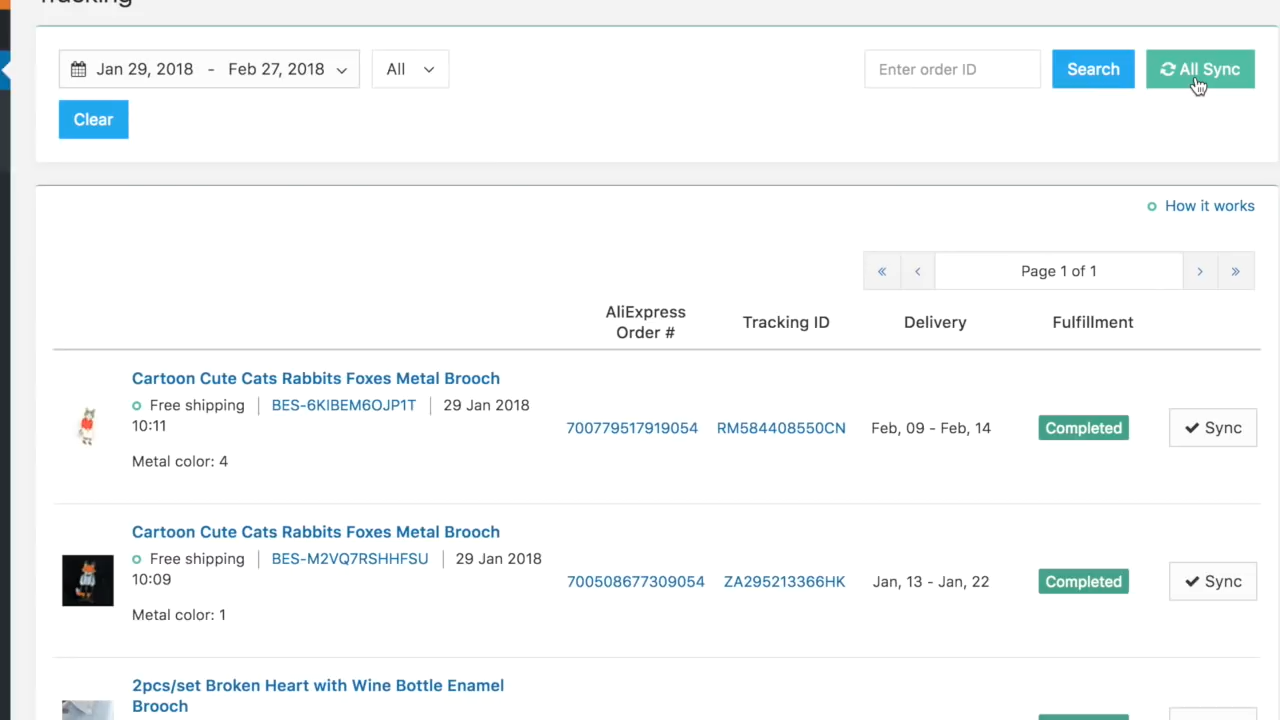 Tracking
Jan 29, 2018 - Feb 27, 2018
All
Enter order ID
Search
All Sync
Clear
How it works
«
‹
Page 1 of 1
›
»
AliExpress
Order #
Tracking ID
Delivery
Fulfillment
Cartoon Cute Cats Rabbits Foxes Metal Brooch
Free shipping | BES-6KIBEM6OJP1T | 29 Jan 2018
10:11
Metal color: 4
700779517919054
RM584408550CN
Feb, 09 - Feb, 14
Completed
Sync
Cartoon Cute Cats Rabbits Foxes Metal Brooch
Free shipping | BES-M2VQ7RSHHFSU | 29 Jan 2018
10:09
Metal color: 1
700508677309054
ZA295213366HK
Jan, 13 - Jan, 22
Completed
Sync
2pcs/set Broken Heart with Wine Bottle Enamel
Brooch